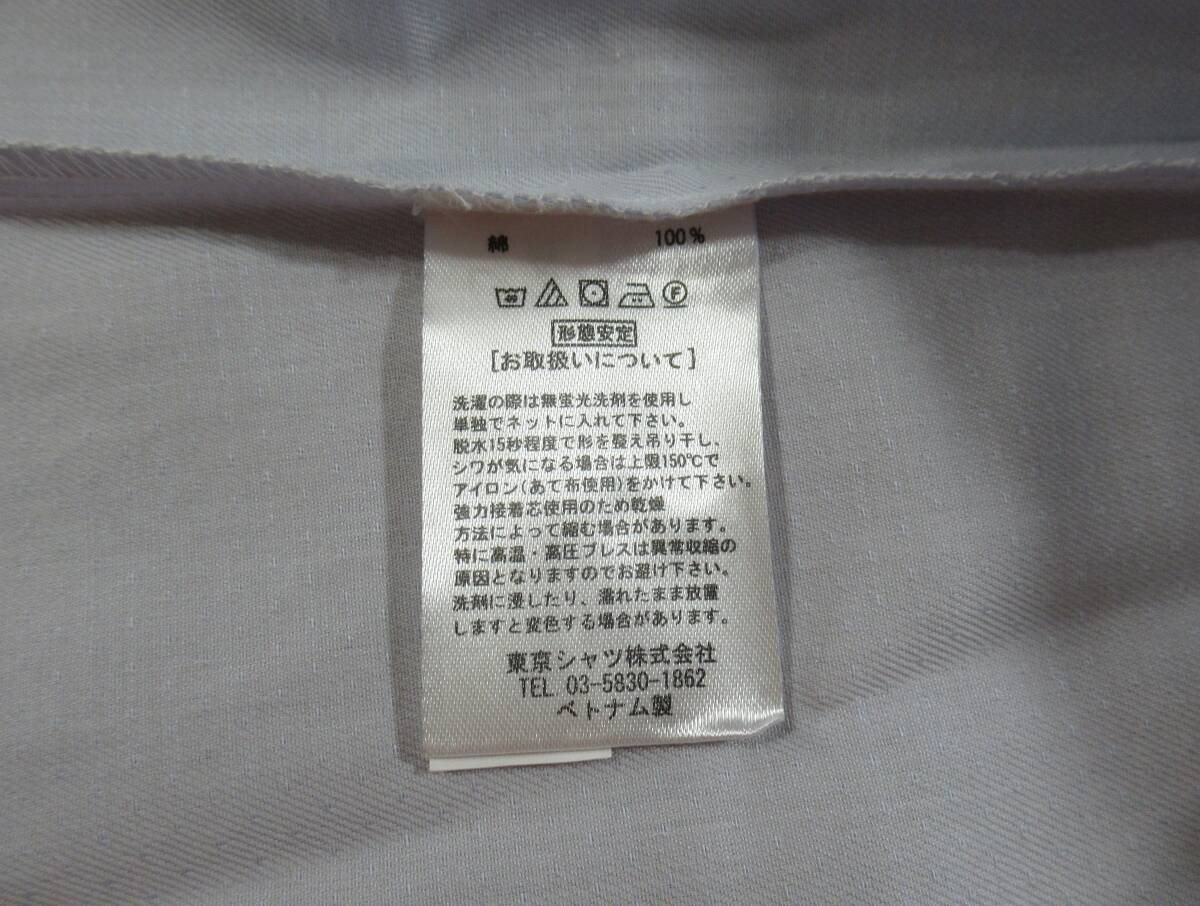 綿 100%
40 F
形態安定
[お取扱いについて]
洗濯の際は無蛍光洗剤を使用し
単独でネットに入れて下さい。
脱水15秒程度で形を整え吊り干し、
シワが気になる場合は上限150℃で
アイロン(あて布使用)をかけて下さい。
強力接着芯使用のため乾燥
方法によって縮む場合があります。
特に高温・高圧プレスは異常収縮の
原因となりますのでお避け下さい。
洗剤に浸したり、濡れたまま放置
しますと変色する場合があります。
東京シャツ株式会社
TEL 03-5830-1862
ベトナム製